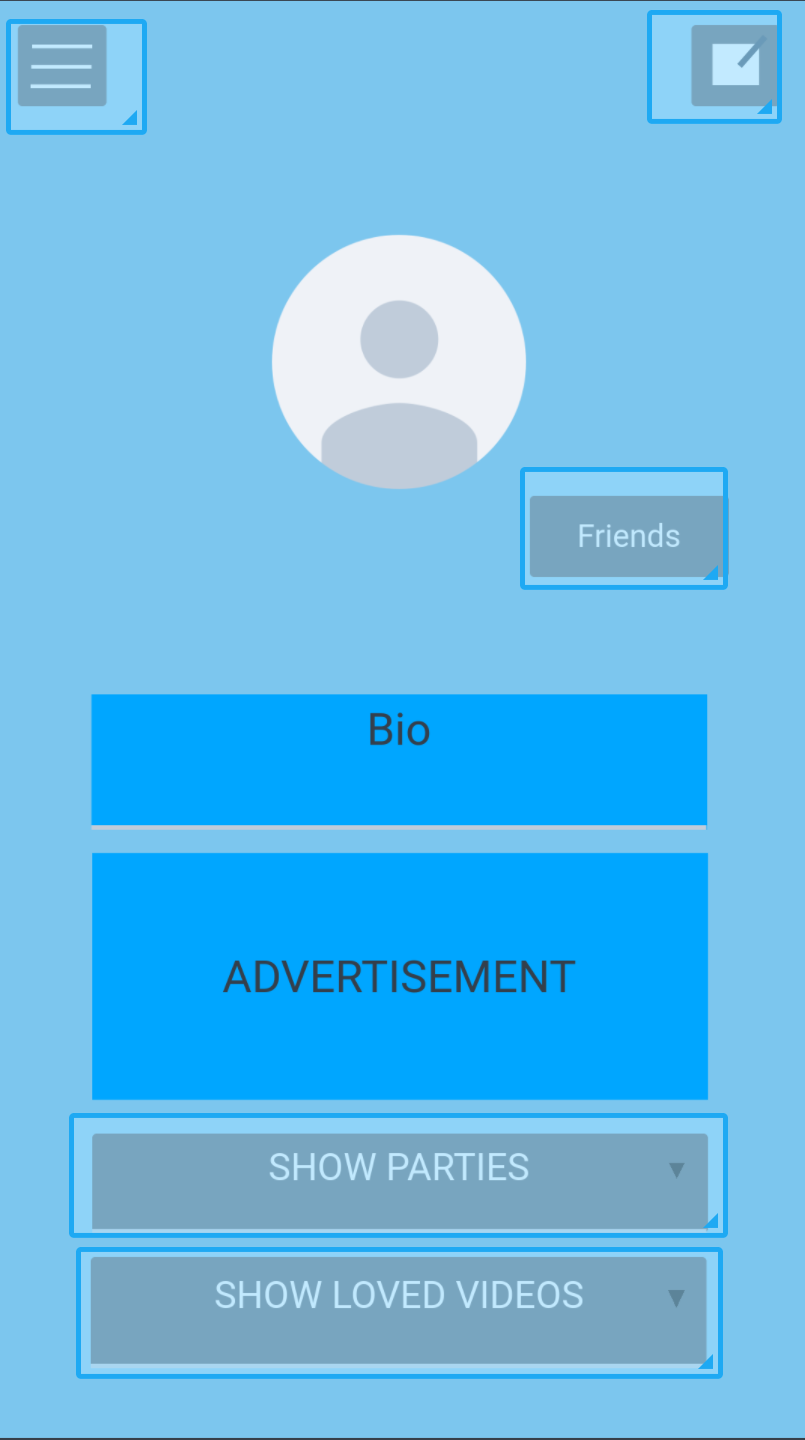 Friends
Bio
ADVERTISEMENT
SHOW PARTIES
SHOW LOVED VIDEOS